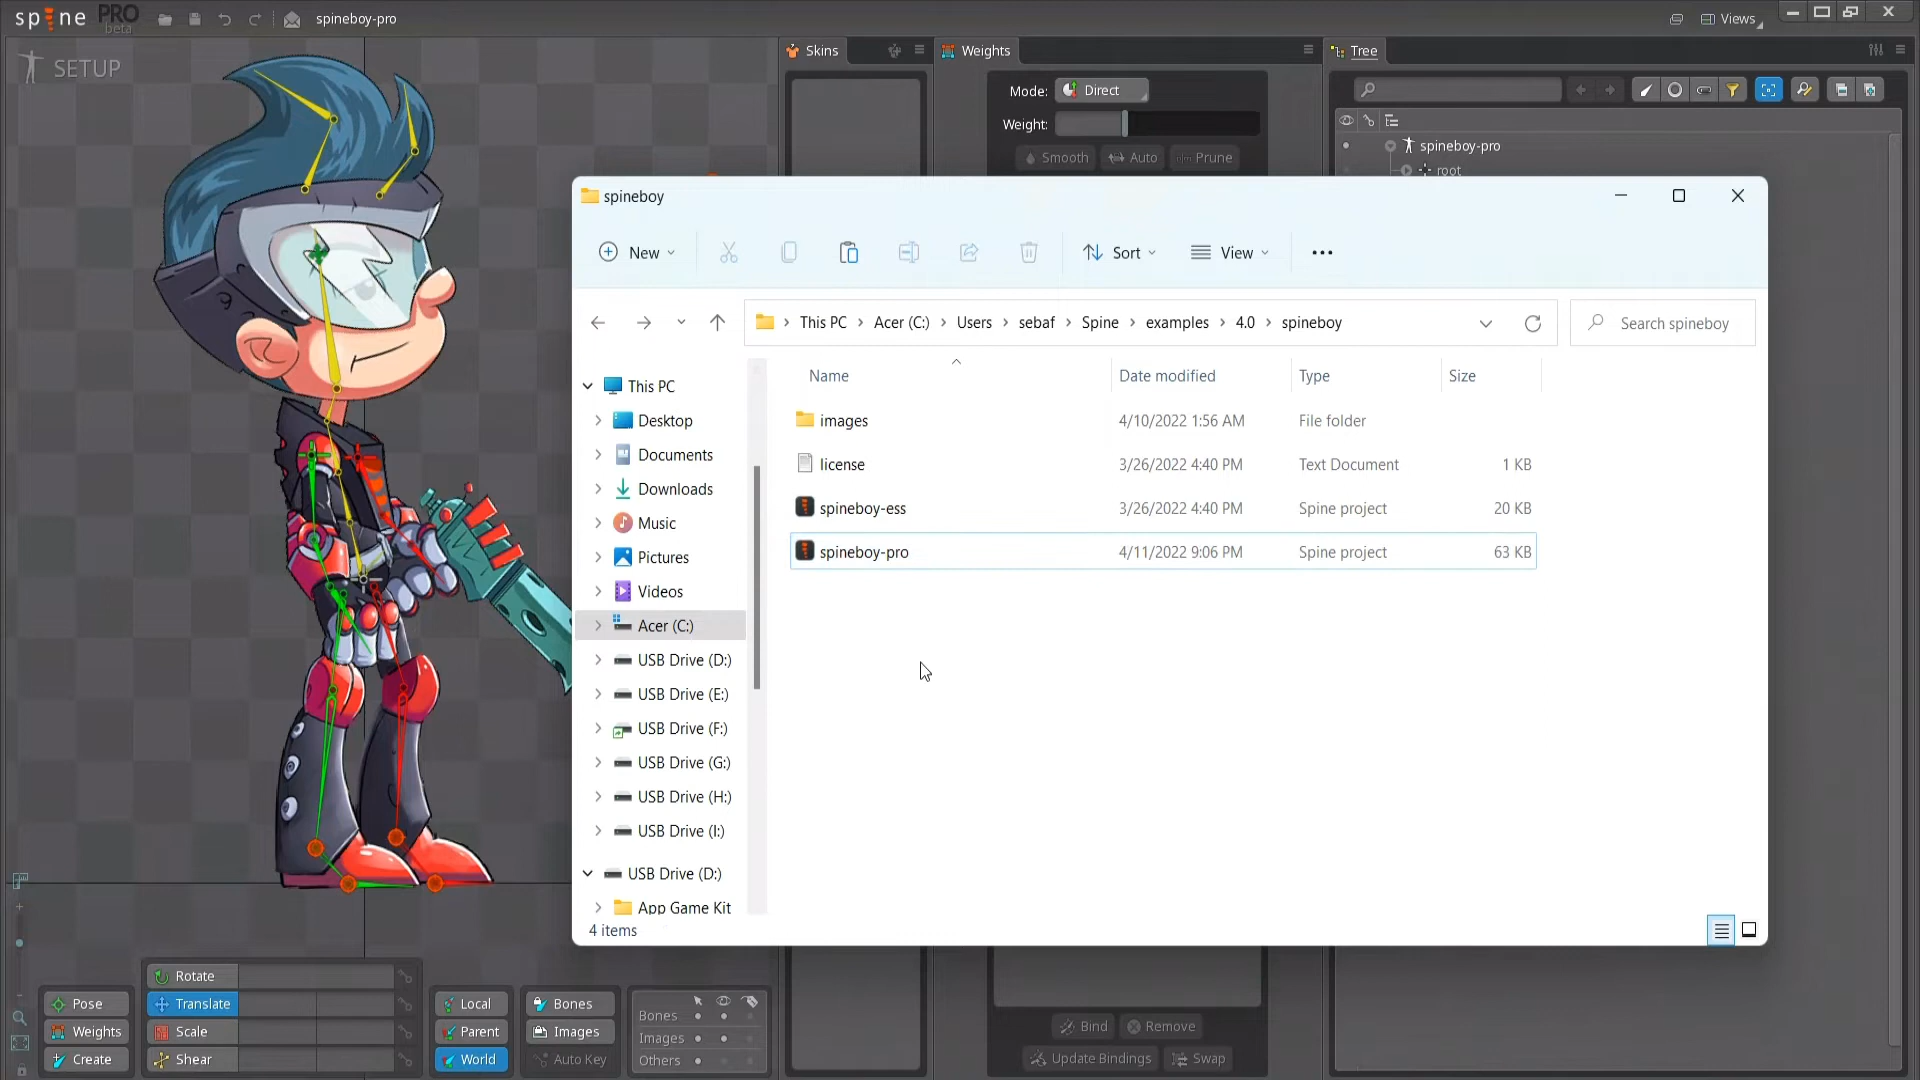 spine PRO beta
spineboy-pro
Views
SETUP
Skins
Weights
Tree
Mode: Direct
Weight:
Smooth Auto Prune
spineboy-pro
root
spineboy
New
Sort
View
This PC > Acer (C:) > Users > sebaf > Spine > examples > 4.0 > spineboy
Search spineboy
Name Date modified Type Size
images 4/10/2022 1:56 AM File folder
license 3/26/2022 4:40 PM Text Document 1 KB
spineboy-ess 3/26/2022 4:40 PM Spine project 20 KB
spineboy-pro 4/11/2022 9:06 PM Spine project 63 KB
This PC
Desktop
Documents
Downloads
Music
Pictures
Videos
Acer (C:)
USB Drive (D:)
USB Drive (E:)
USB Drive (F:)
USB Drive (G:)
USB Drive (H:)
USB Drive (I:)
USB Drive (D:)
App Game Kit
4 items
Pose
Weights
Create
Rotate
Translate
Scale
Shear
Local
Parent
World
Bones
Images
Auto Key
Bones
Images
Others
Bind Remove
Update Bindings Swap